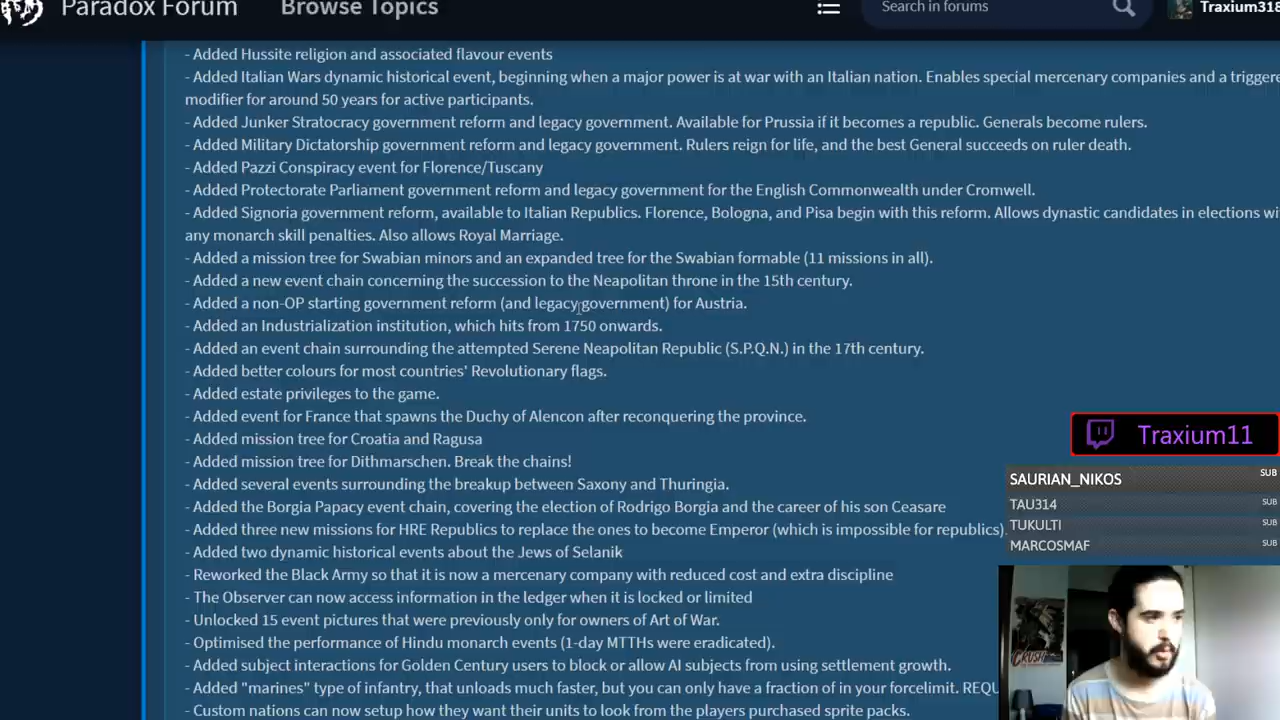 Paradox Forum
Browse Topics
Search in forums
Traxium318
- Added Hussite religion and associated flavour events
- Added Italian Wars dynamic historical event, beginning when a major power is at war with an Italian nation. Enables special mercenary companies and a triggere
modifier for around 50 years for active participants.
- Added Junker Stratocracy government reform and legacy government. Available for Prussia if it becomes a republic. Generals become rulers.
- Added Military Dictatorship government reform and legacy government. Rulers reign for life, and the best General succeeds on ruler death.
- Added Pazzi Conspiracy event for Florence/Tuscany
- Added Protectorate Parliament government reform and legacy government for the English Commonwealth under Cromwell.
- Added Signoria government reform, available to Italian Republics. Florence, Bologna, and Pisa begin with this reform. Allows dynastic candidates in elections wi
any monarch skill penalties. Also allows Royal Marriage.
- Added a mission tree for Swabian minors and an expanded tree for the Swabian formable (11 missions in all).
- Added a new event chain concerning the succession to the Neapolitan throne in the 15th century.
- Added a non-OP starting government reform (and legacy government) for Austria.
- Added an Industrialization institution, which hits from 1750 onwards.
- Added an event chain surrounding the attempted Serene Neapolitan Republic (S.P.Q.N.) in the 17th century.
- Added better colours for most countries' Revolutionary flags.
- Added estate privileges to the game.
- Added event for France that spawns the Duchy of Alencon after reconquering the province.
- Added mission tree for Croatia and Ragusa
- Added mission tree for Dithmarschen. Break the chains!
- Added several events surrounding the breakup between Saxony and Thuringia.
- Added the Borgia Papacy event chain, covering the election of Rodrigo Borgia and the career of his son Ceasare
- Added three new missions for HRE Republics to replace the ones to become Emperor (which is impossible for republics).
- Added two dynamic historical events about the Jews of Selanik
- Reworked the Black Army so that it is now a mercenary company with reduced cost and extra discipline
- The Observer can now access information in the ledger when it is locked or limited
- Unlocked 15 event pictures that were previously only for owners of Art of War.
- Optimised the performance of Hindu monarch events (1-day MTTHs were eradicated).
- Added subject interactions for Golden Century users to block or allow AI subjects from using settlement growth.
- Added "marines" type of infantry, that unloads much faster, but you can only have a fraction of in your forcelimit. REQU
- Custom nations can now setup how they want their units to look from the players purchased sprite packs.
Traxium11
SAURIAN_NIKOS SUB
TAU314 SUB
TUKULTI SUB
MARCOSMAF SUB